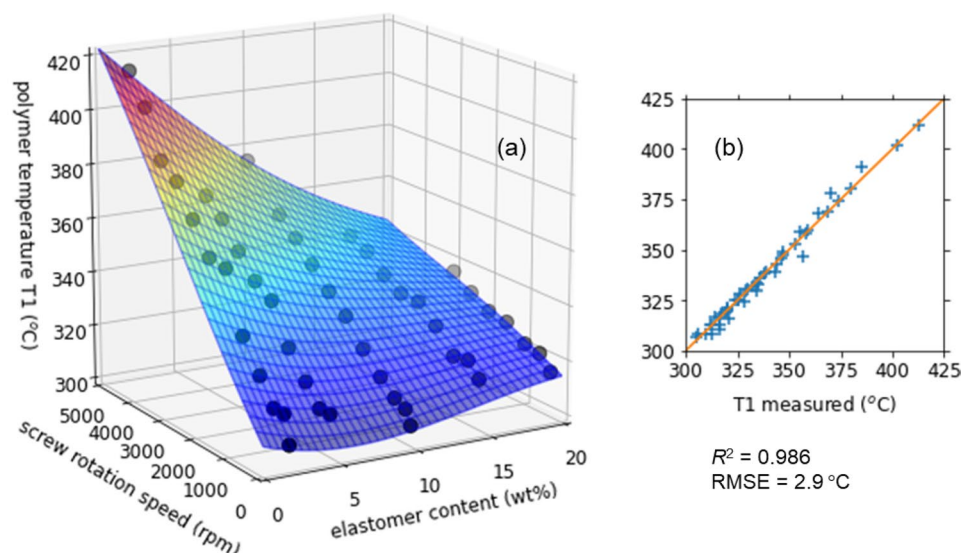 polymer temperature T1 (°C)
420
400
380
360
340
320
300
5000
4000
3000
2000
1000
0
screw rotation speed (rpm)
0
5
10
15
20
elastomer content (wt%)
(a)
(b)
425
400
375
350
325
300
300 325 350 375 400 425
T1 measured (°C)
R² = 0.986
RMSE = 2.9 °C